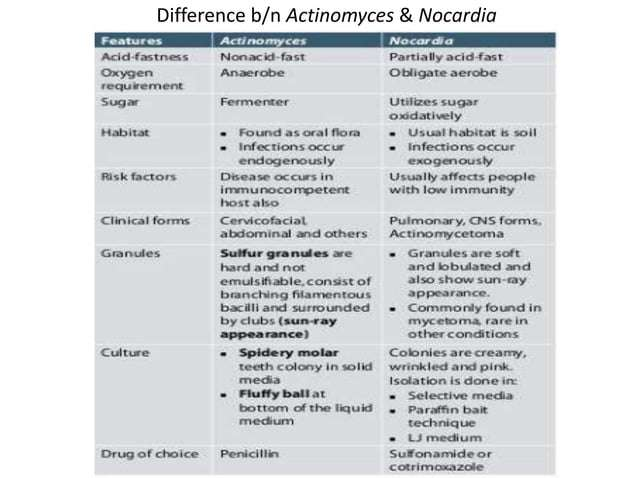 Difference b/n Actinomyces & Nocardia
Features Actinomyces Nocardia
Acid-fastness Nonacid-fast Partially acid-fast
Oxygen requirement Anaerobe Obligate aerobe
Sugar Fermenter Utilizes sugar oxidatively
Habitat
▪ Found as oral flora
▪ Infections occur endogenously
▪ Usual habitat is soil
▪ Infections occur exogenously
Risk factors
Disease occurs in
immunocompetent
host also
Usually affects people
with low immunity
Clinical forms
Cervicofacial,
abdominal and others
Pulmonary, CNS forms,
Actinomycetoma
Granules
Sulfur granules are
hard and not
emulsifiable, consist of
branching filamentous
bacilli and surrounded
by clubs (sun-ray
appearance)
▪ Granules are soft
and lobulated and
also show sun-ray
appearance.
▪ Commonly found in
mycetoma, rare in
other conditions
Culture
▪ Spidery molar
teeth colony in solid
media
▪ Fluffy ball at
bottom of the liquid
medium
Colonies are creamy,
wrinkled and pink.
Isolation is done in:
▪ Selective media
▪ Paraffin bait
technique
▪ LJ medium
Drug of choice
Penicillin
Sulfonamide or
cotrimoxazole